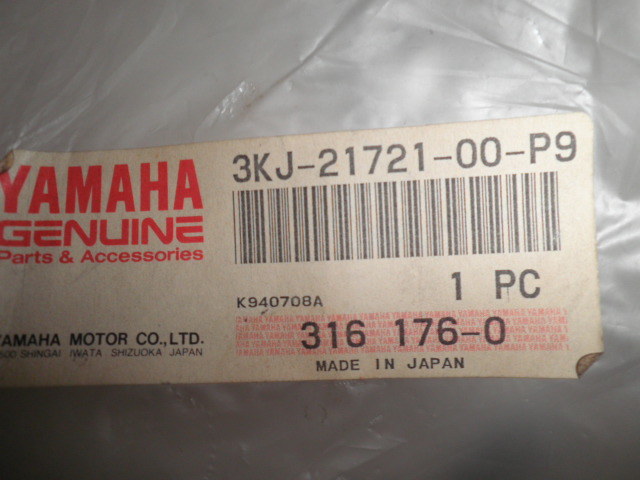 YAMAHA
GENUINE
Parts & Accessories
3KJ-21721-00-P9
1 PC
K940708A
YAMAHA MOTOR CO.,LTD.
2500 SHINGAI IWATA SHIZUOKA JAPAN
316 176-0
MADE IN JAPAN